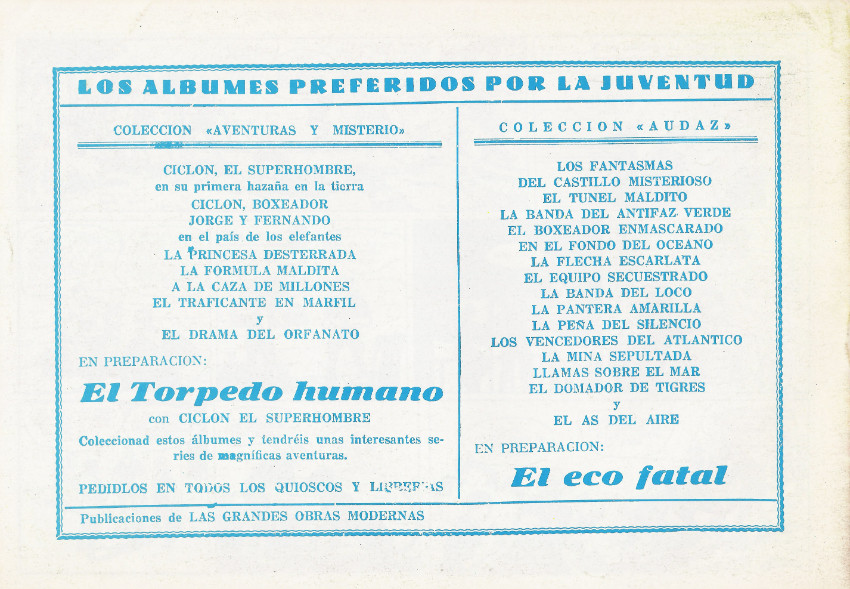 LOS ALBUMES PREFERIDOS POR LA JUVENTUD
COLECCION «AVENTURAS Y MISTERIO»
CICLON, EL SUPERHOMBRE,
en su primera hazaña en la tierra
CICLON, BOXEADOR
JORGE Y FERNANDO
en el país de los elefantes
LA PRINCESA DESTERRADA
LA FORMULA MALDITA
A LA CAZA DE MILLONES
EL TRAFICANTE EN MARFIL
y
EL DRAMA DEL ORFANATO
EN PREPARACION:
El Torpedo humano
con CICLON EL SUPERHOMBRE
Coleccionad estos álbumes y tendréis unas interesantes se-
ries de magníficas aventuras.
PEDIDLOS EN TODOS LOS QUIOSCOS Y LIBRERIAS
COLECCION «AUDAZ»
LOS FANTASMAS
DEL CASTILLO MISTERIOSO
EL TUNEL MALDITO
LA BANDA DEL ANTIFAZ VERDE
EL BOXEADOR ENMASCARADO
EN EL FONDO DEL OCEANO
LA FLECHA ESCARLATA
EL EQUIPO SECUESTRADO
LA BANDA DEL LOCO
LA PANTERA AMARILLA
LA PEÑA DEL SILENCIO
LOS VENCEDORES DEL ATLANTICO
LA MINA SEPULTADA
LLAMAS SOBRE EL MAR
EL DOMADOR DE TIGRES
y
EL AS DEL AIRE
EN PREPARACION:
El eco fatal
Publicaciones de LAS GRANDES OBRAS MODERNAS